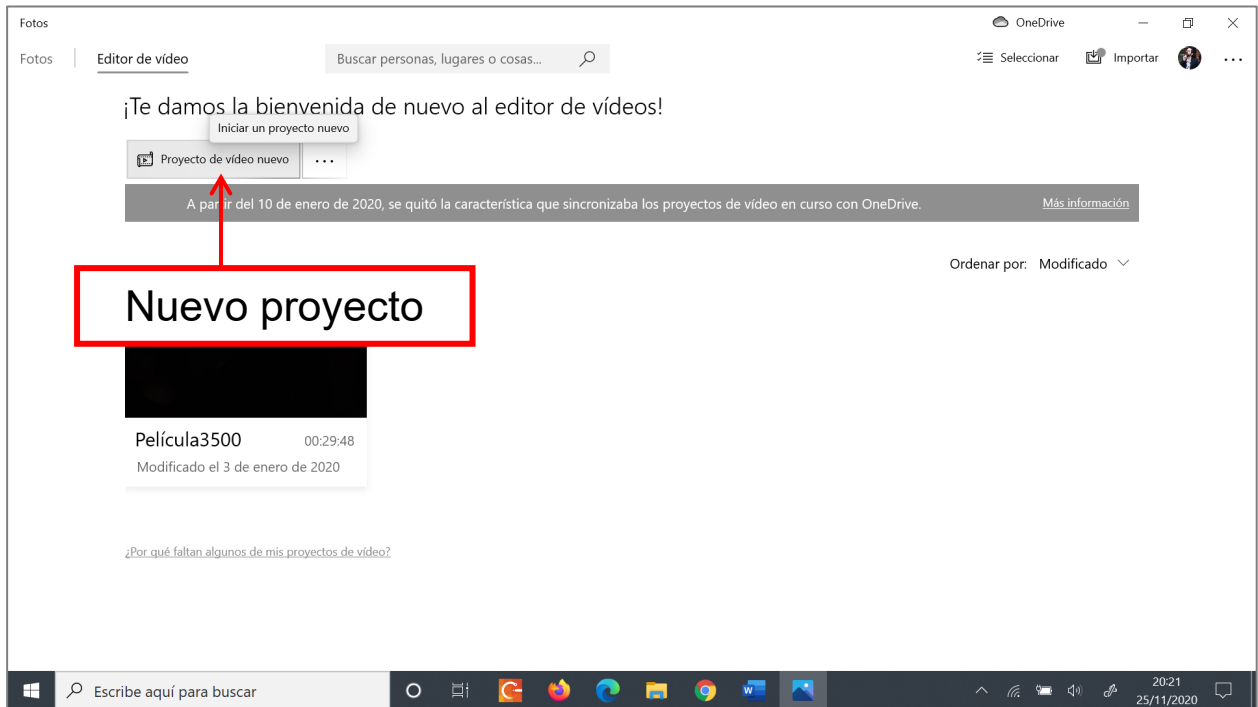 Fotos
OneDrive
Fotos
Editor de vídeo
Buscar personas, lugares o cosas...
Seleccionar
Importar
¡Te damos la bienvenida de nuevo al editor de vídeos!
Iniciar un proyecto nuevo
Proyecto de vídeo nuevo
A partir del 10 de enero de 2020, se quitó la característica que sincronizaba los proyectos de vídeo en curso con OneDrive.
Más información
Ordenar por: Modificado
Nuevo proyecto
Película3500
00:29:48
Modificado el 3 de enero de 2020
¿Por qué faltan algunos de mis proyectos de vídeo?
Escribe aquí para buscar
20:21
25/11/2020